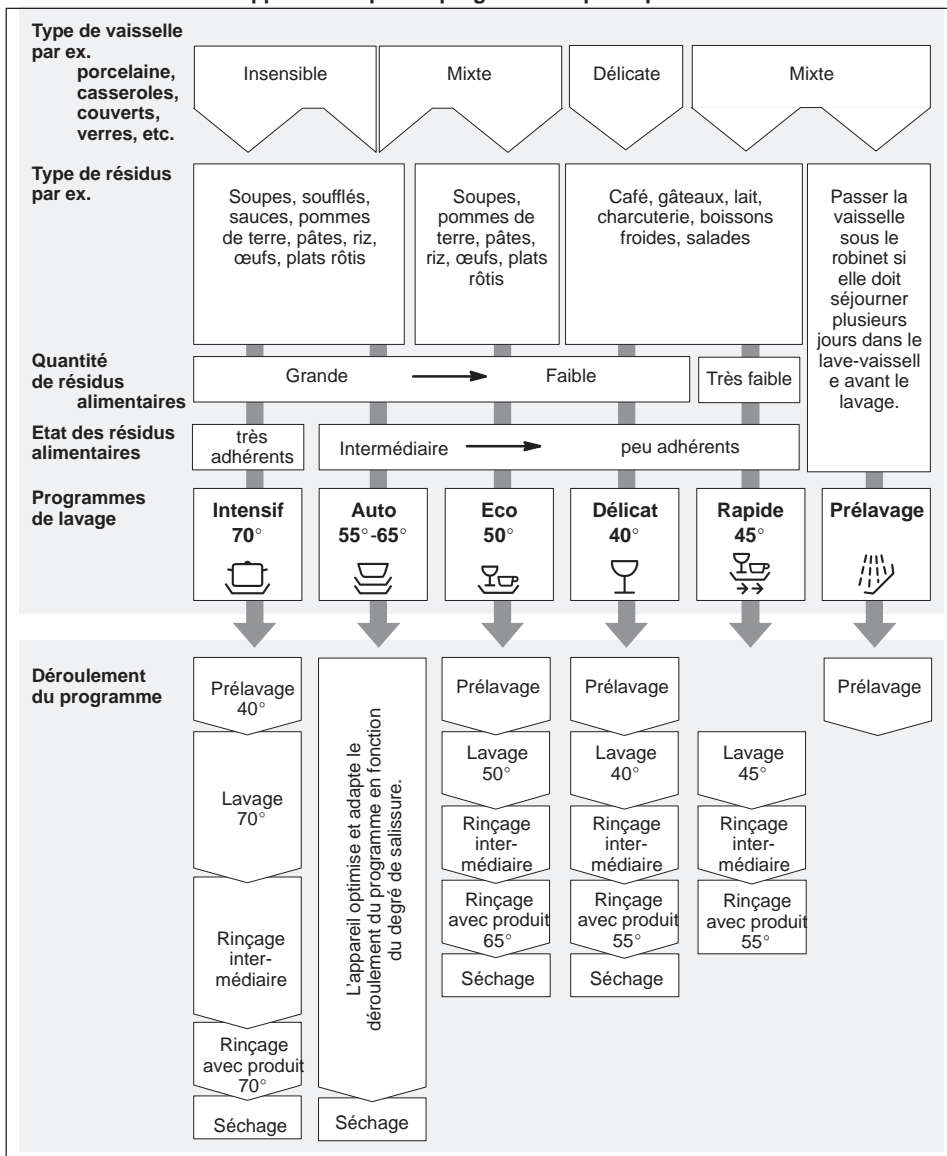 Type de vaisselle
par ex.
porcelaine,
casseroles,
couverts,
verres, etc.
Insensible
Mixte
Délicate
Mixte
Type de résidus
par ex.
Soupes, soufflés,
sauces, pommes
de terre, pâtes, riz,
œufs, plats rôtis
Soupes,
pommes de
terre, pâtes,
riz, œufs, plats
rôtis
Café, gâteaux, lait,
charcuterie, boissons
froides, salades
Passer la
vaisselle
sous le
robinet si
elle doit
séjourner
plusieurs
jours dans le
lave-vaissell
e avant le
lavage.
Quantité
de résidus
alimentaires
Grande
Faible
Très faible
Etat des résidus
alimentaires
très
adhérents
Intermédiaire
peu adhérents
Programmes
de lavage
Intensif
70°
Auto
55°-65°
Eco
50°
Délicat
40°
Rapide
45°
Prélavage
Déroulement
du programme
Prélavage
40°
Lavage
70°
Rinçage
inter-
médiaire
Rinçage
avec produit
70°
Séchage
L'appareil optimise et adapte le
déroulement du programme en fonction
du degré de salissure.
Séchage
Prélavage
Lavage
50°
Rinçage
inter-
médiaire
Rinçage
avec produit
65°
Séchage
Prélavage
Lavage
40°
Rinçage
inter-
médiaire
Rinçage
avec produit
55°
Séchage
Lavage
45°
Rinçage
inter-
médiaire
Rinçage
avec produit
55°
Prélavage